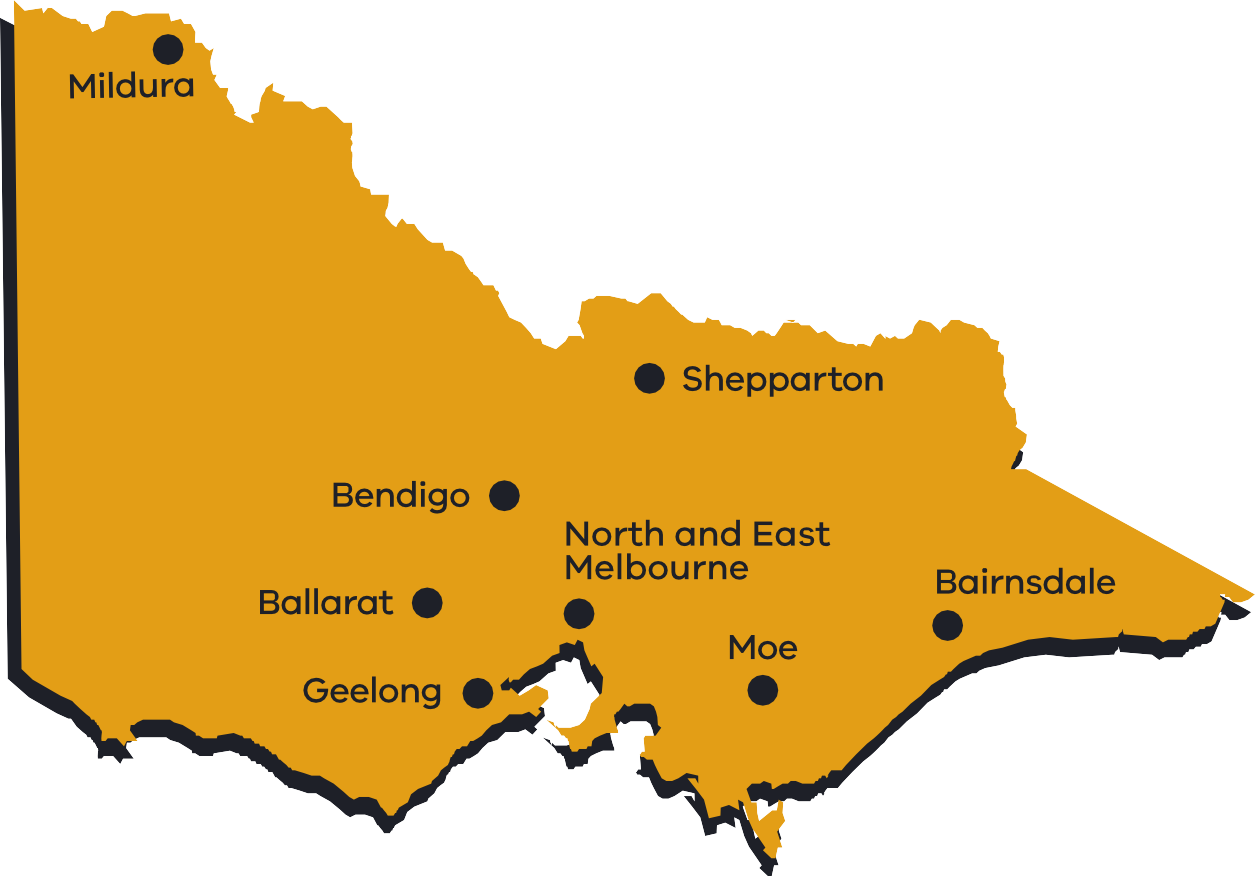 Mildura
Shepparton
Bendigo
North and East
Melbourne
Bairnsdale
Ballarat
Moe
Geelong